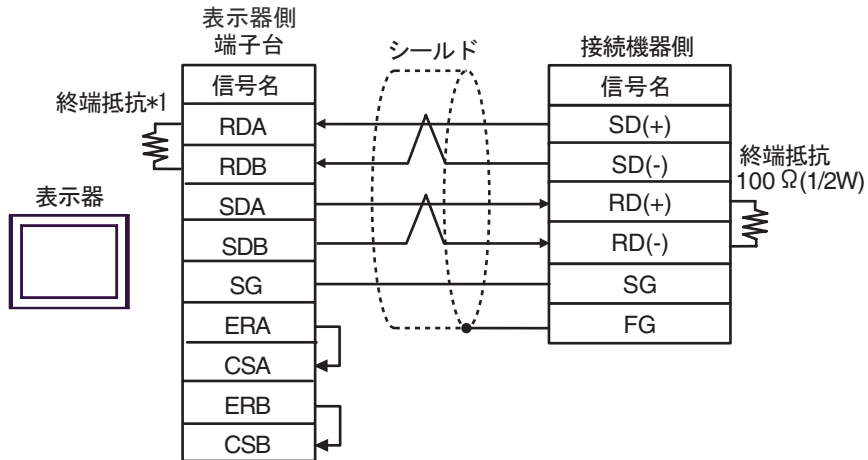 表示器側
端子台
シールド
接続機器側
信号名
信号名
終端抵抗*1
RDA
SD(+)
RDB
SD(-)
終端抵抗
100 Ω(1/2W)
表示器
SDA
RD(+)
SDB
RD(-)
SG
SG
ERA
FG
CSA
ERB
CSB